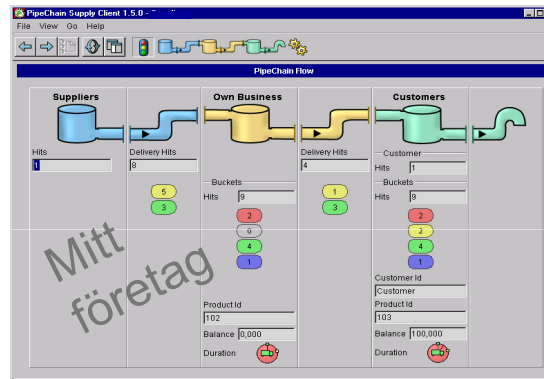 PipeChain Supply Client 1.5.0 -
File View Go Help
PipeChain Flow
Suppliers
Own Business
Customers
Hits
1
Delivery Hits
8
5
3
Buckets
Hits 9
2
0
4
1
Product Id
102
Balance 0,000
Duration
Delivery Hits
4
1
3
Customer
Hits 1
Buckets
Hits 9
2
2
4
1
Customer Id
Customer
Product Id
103
Balance 100,000
Duration
Mitt
företag